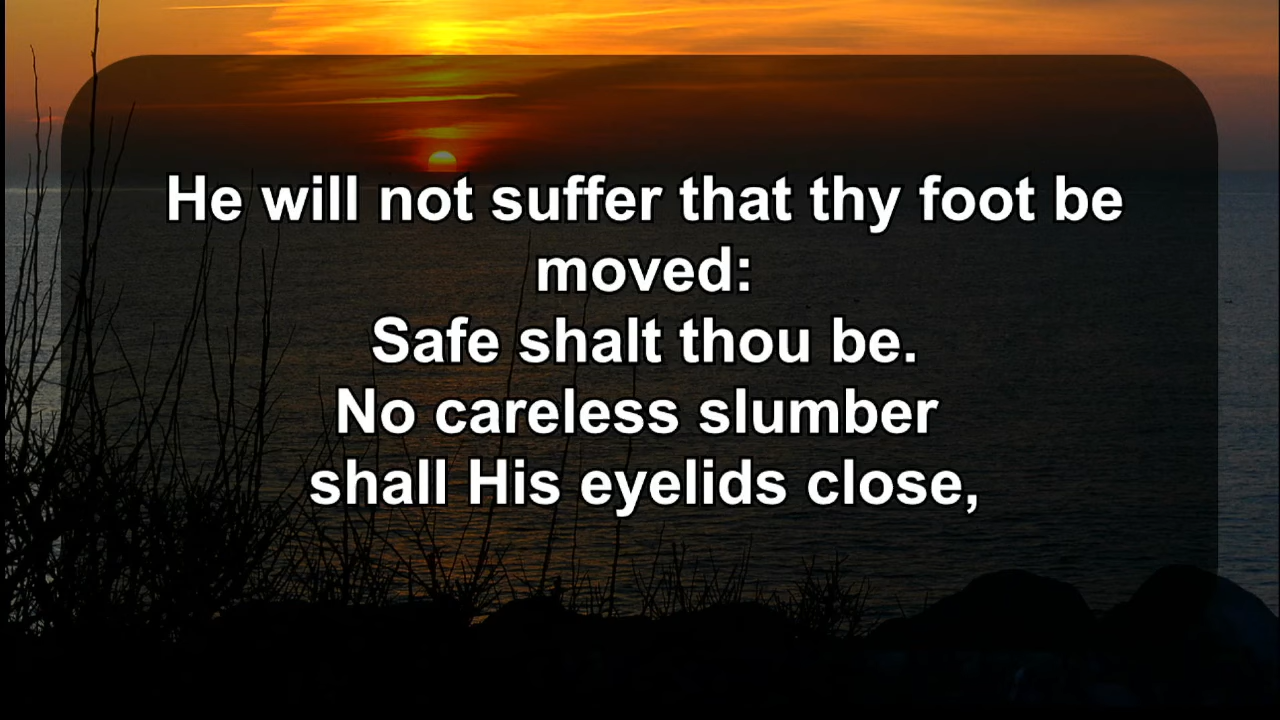 He will not suffer that thy foot be
moved:
Safe shalt thou be.
No careless slumber
shall His eyelids close,